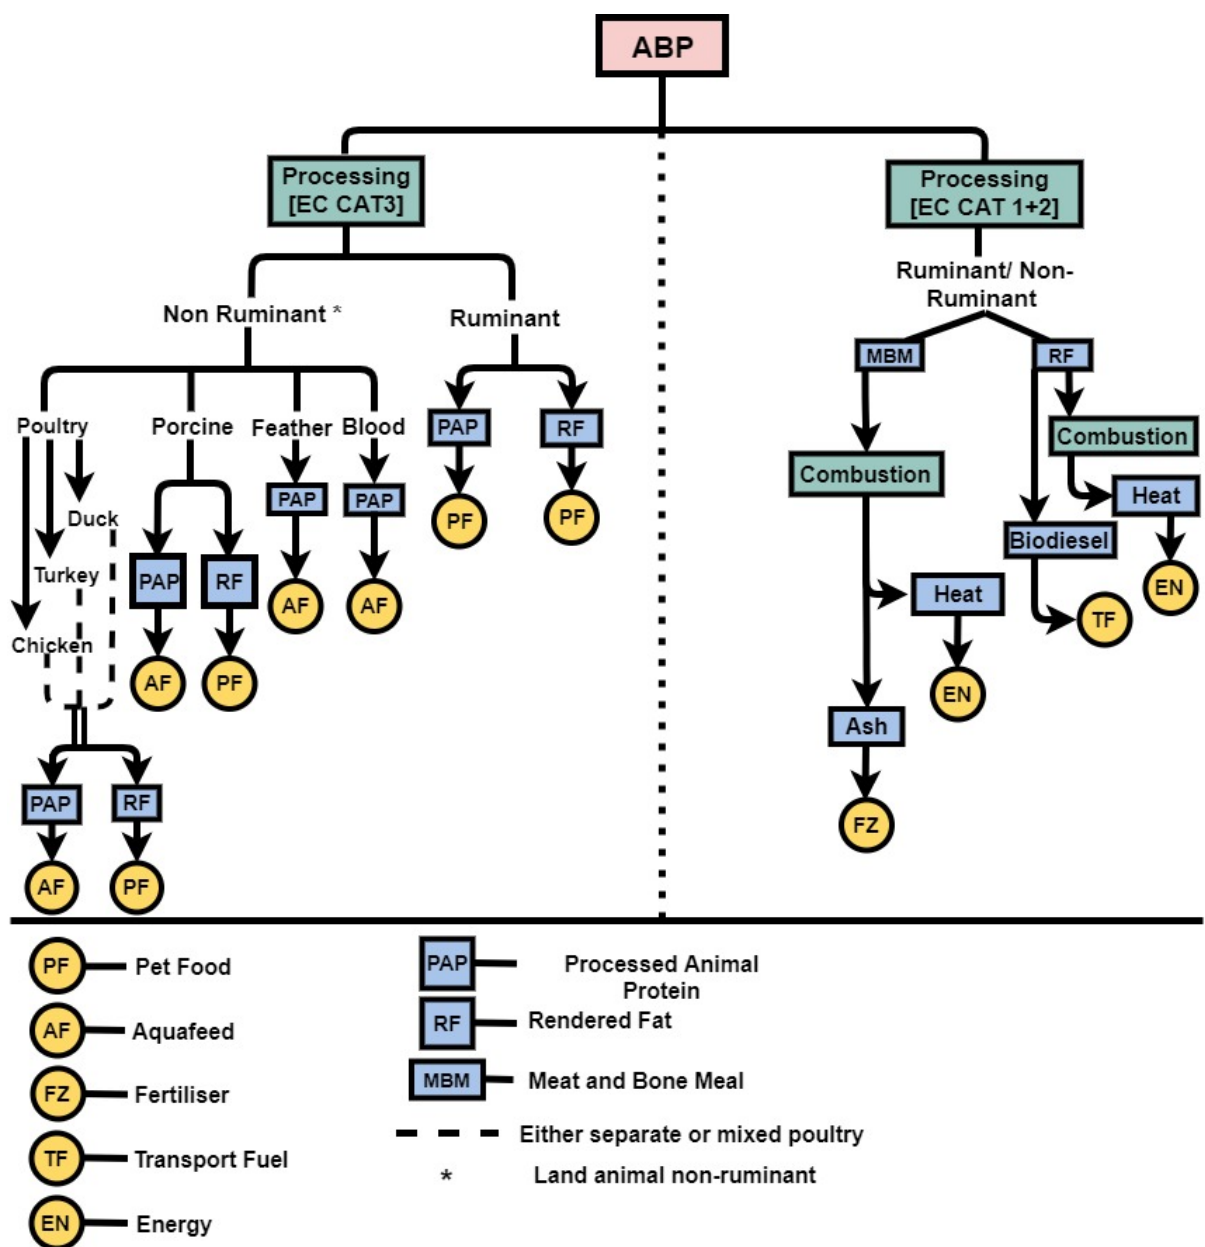 ABP
Processing
[EC CAT3]
Processing
[EC CAT 1+2]
Ruminant/ Non-
Ruminant
Non Ruminant *
Ruminant
MBM
RF
Poultry
Porcine
Feather
Blood
PAP
RF
Combustion
Combustion
PAP
PAP
Heat
Duck
PF
PF
Biodiesel
Turkey
PAP
RF
AF
AF
Heat
EN
TF
Chicken
AF
PF
EN
Ash
PAP
RF
FZ
AF
PF
PF
Pet Food
AF
Aquafeed
FZ
Fertiliser
TF
Transport Fuel
EN
Energy
PAP
Processed Animal
Protein
RF
Rendered Fat
MBM
Meat and Bone Meal
Either separate or mixed poultry
*
Land animal non-ruminant